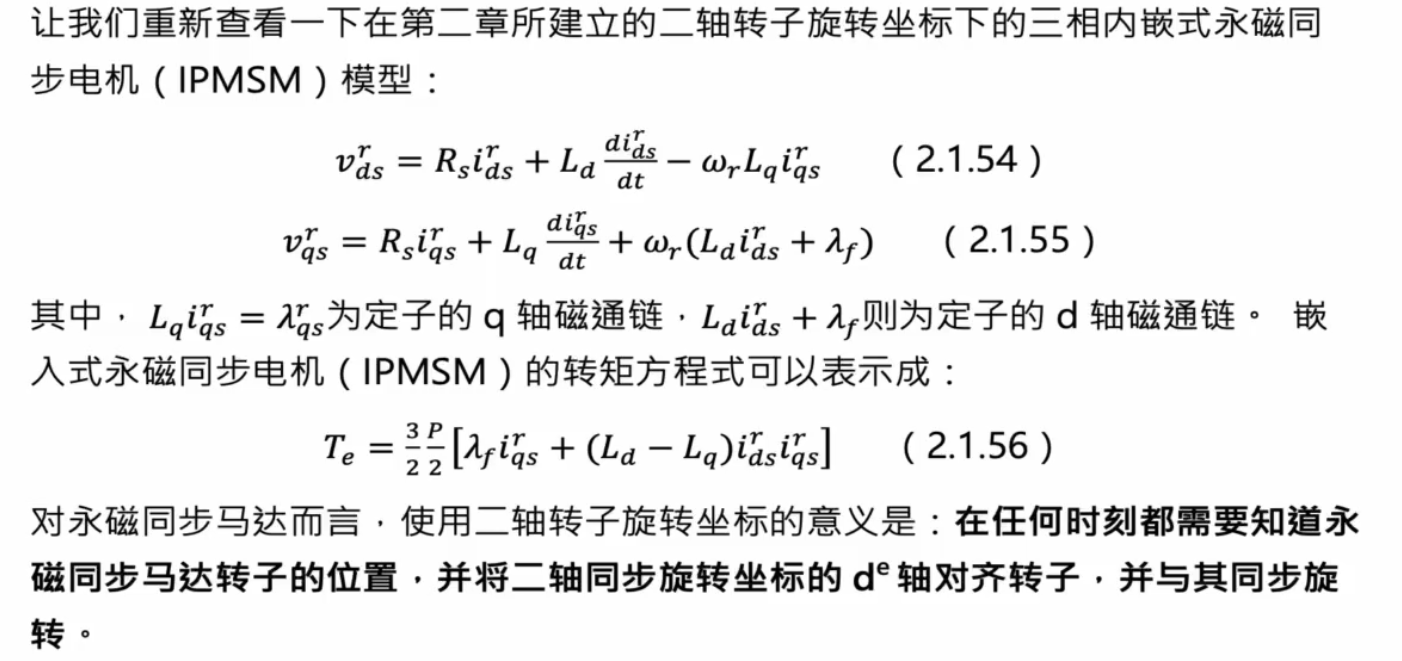 让我们重新查看一下在第二章所建立的二轴转子旋转坐标下的三相内嵌式永磁同
步电机（IPMSM）模型：
$v_{ds}^{r} = R_s i_{ds}^{r} + L_d \frac{di_{ds}^{r}}{dt} - \omega_r L_q i_{qs}^{r}$ （2.1.54）
$v_{qs}^{r} = R_s i_{qs}^{r} + L_q \frac{di_{qs}^{r}}{dt} + \omega_r (L_d i_{ds}^{r} + \lambda_f)$ （2.1.55）
其中，$L_q i_{qs}^{r} = \lambda_{qs}^{r}$为定子的 q 轴磁通链，$L_d i_{ds}^{r} + \lambda_f$则为定子的 d 轴磁通链。 嵌
入式永磁同步电机（IPMSM）的转矩方程式可以表示成：
$T_e = \frac{3}{2} \frac{P}{2} [\lambda_f i_{qs}^{r} + (L_d - L_q) i_{ds}^{r} i_{qs}^{r}]$ （2.1.56）
对永磁同步马达而言，使用二轴转子旋转坐标的意义是：在任何时刻都需要知道永
磁同步马达转子的位置，并将二轴同步旋转坐标的 dᵉ 轴对齐转子，并与其同步旋
转。